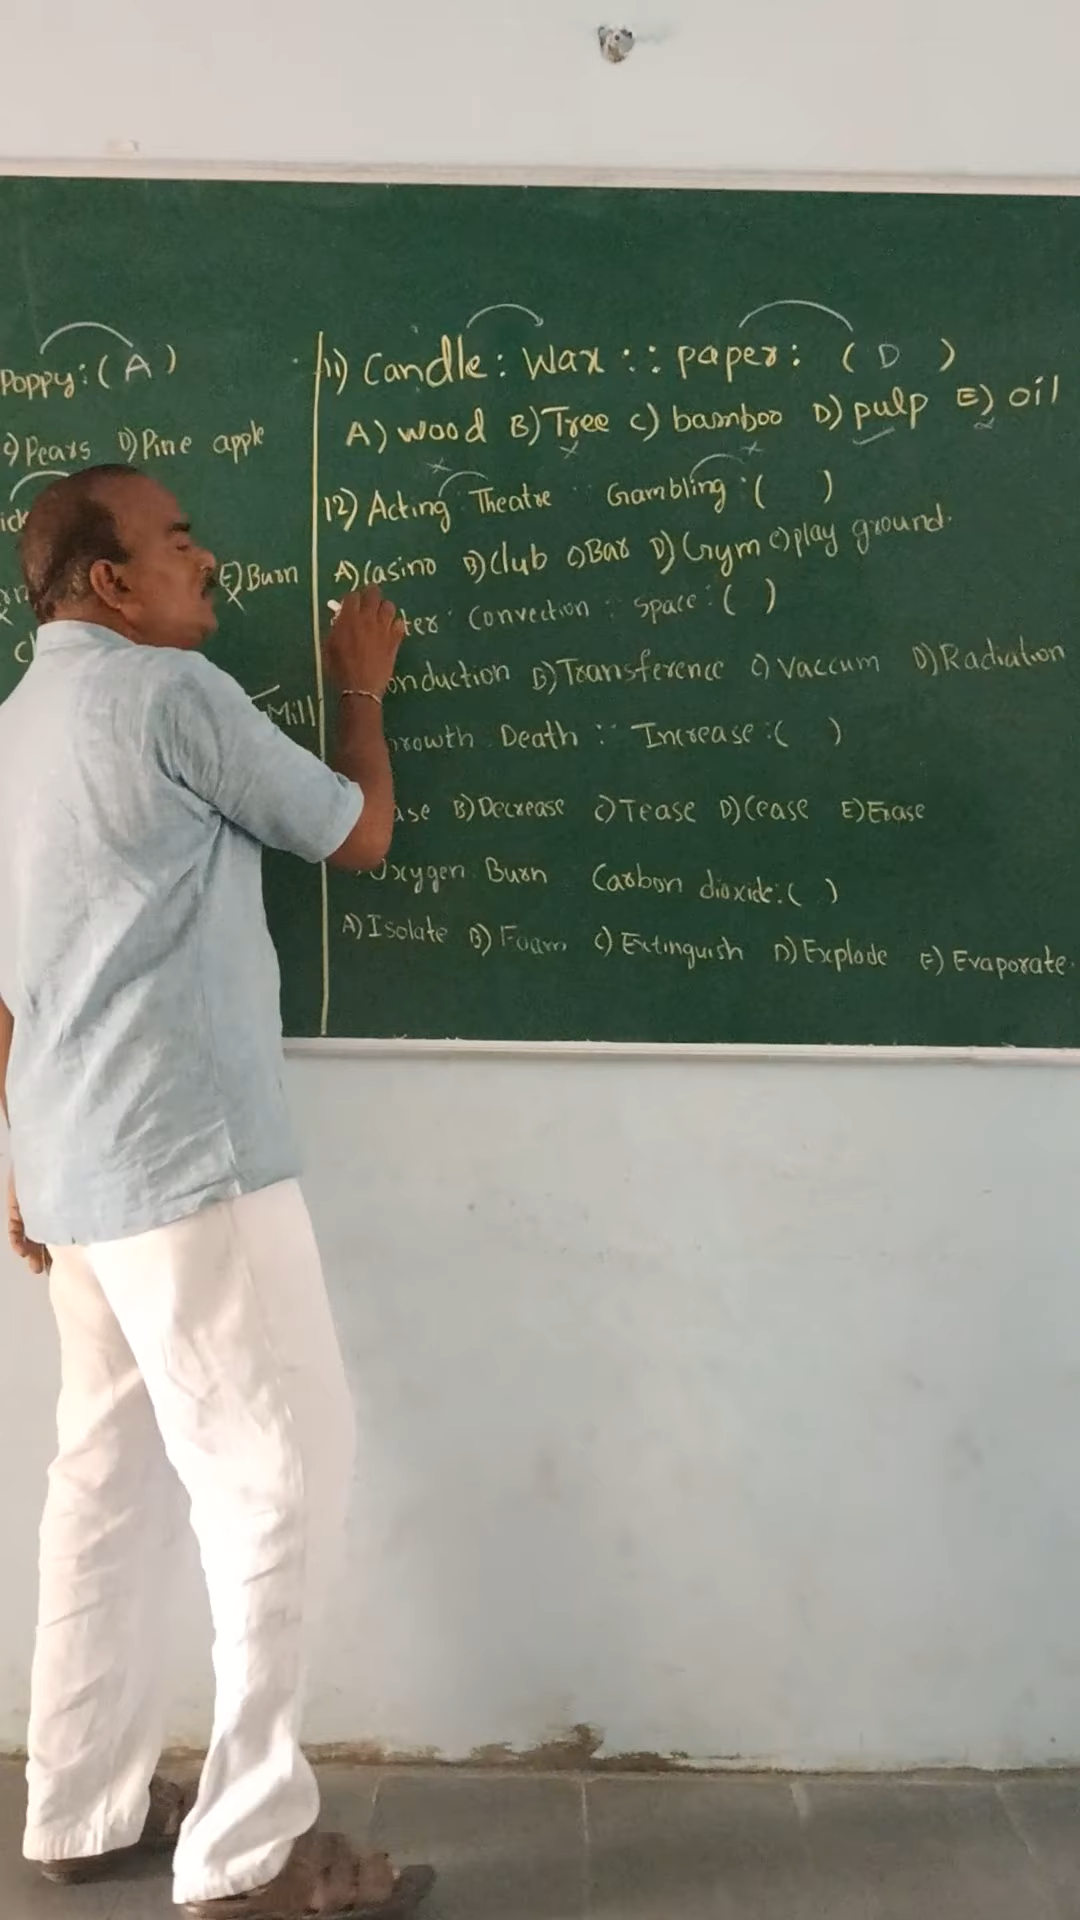 Poppy: (A)
Pears D) Pine apple
E) Burn
Mill
11) Candle : Wax :: paper : ( D )
A) wood B) Tree C) bamboo D) pulp E) oil
12) Acting : Theatre :: Gambling : ( )
A) Casino B) Club C) Bar D) Gym C) play ground.
Convection : Space : ( )
onduction B) Transference C) Vaccum D) Radiation
rowth Death :: Increase : ( )
ase B) Decrease C) Tease D) Cease E) Erase
Oxygen Burn Carbon dioxide : ( )
A) Isolate B) Foam C) Extinguish D) Explode E) Evaporate.